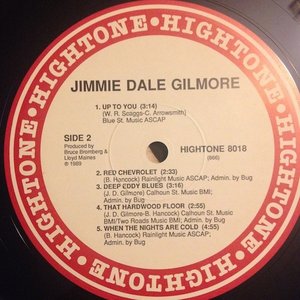 HIGHTONE · HIGHTONE · HIGHTONE · HIGHTONE · HIGHTONE · HIGHTONE
JIMMIE DALE GILMORE
1. UP TO YOU (3:14)
(W. R. Scaggs-C. Arrowsmith)
Blue St. Music ASCAP
SIDE 2
Produced by
Bruce Bromberg &
Lloyd Maines
℗ 1989
HIGHTONE 8018
(866)
2. RED CHEVROLET (2:33)
(B. Hancock) Rainlight Music ASCAP; Admin. by Bug
3. DEEP EDDY BLUES (3:16)
(J. D. Gilmore) Calhoun St. Music BMI;
Admin. by Bug
4. THAT HARDWOOD FLOOR (2:55)
(J. D. Gilmore-B. Hancock) Calhoun St. Music
BMI/Two Roads Music BMI; Admin. by Bug
5. WHEN THE NIGHTS ARE COLD (4:55)
(B. Hancock) Rainlight Music ASCAP;
Admin. by Bug